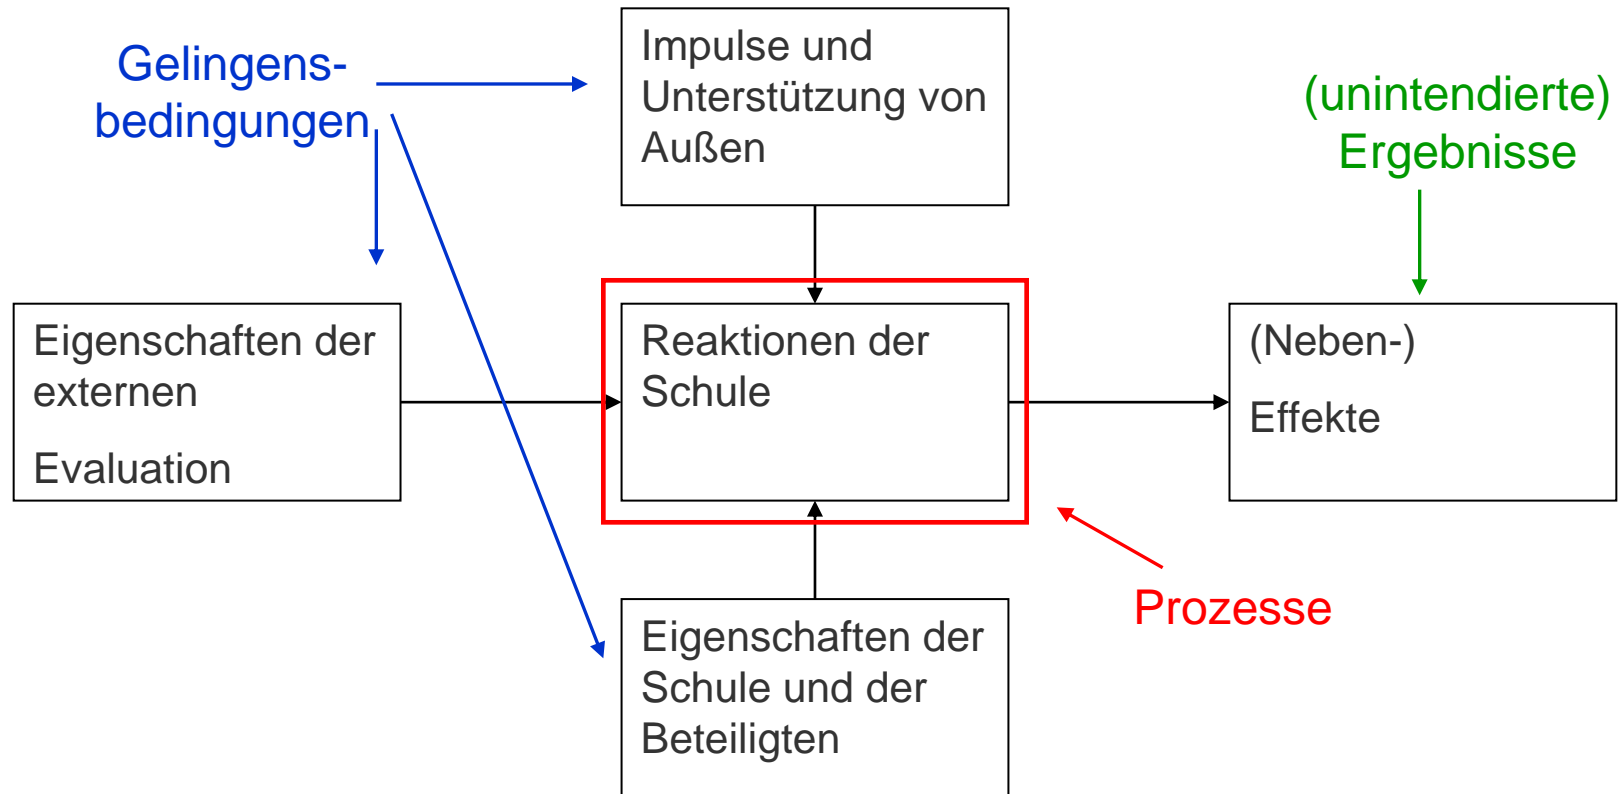 Gelingens-
bedingungen
Impulse und
Unterstützung von
Außen
(unintendierte)
Ergebnisse
Eigenschaften der
externen
Evaluation
Reaktionen der
Schule
(Neben-)
Effekte
Prozesse
Eigenschaften der
Schule und der
Beteiligten